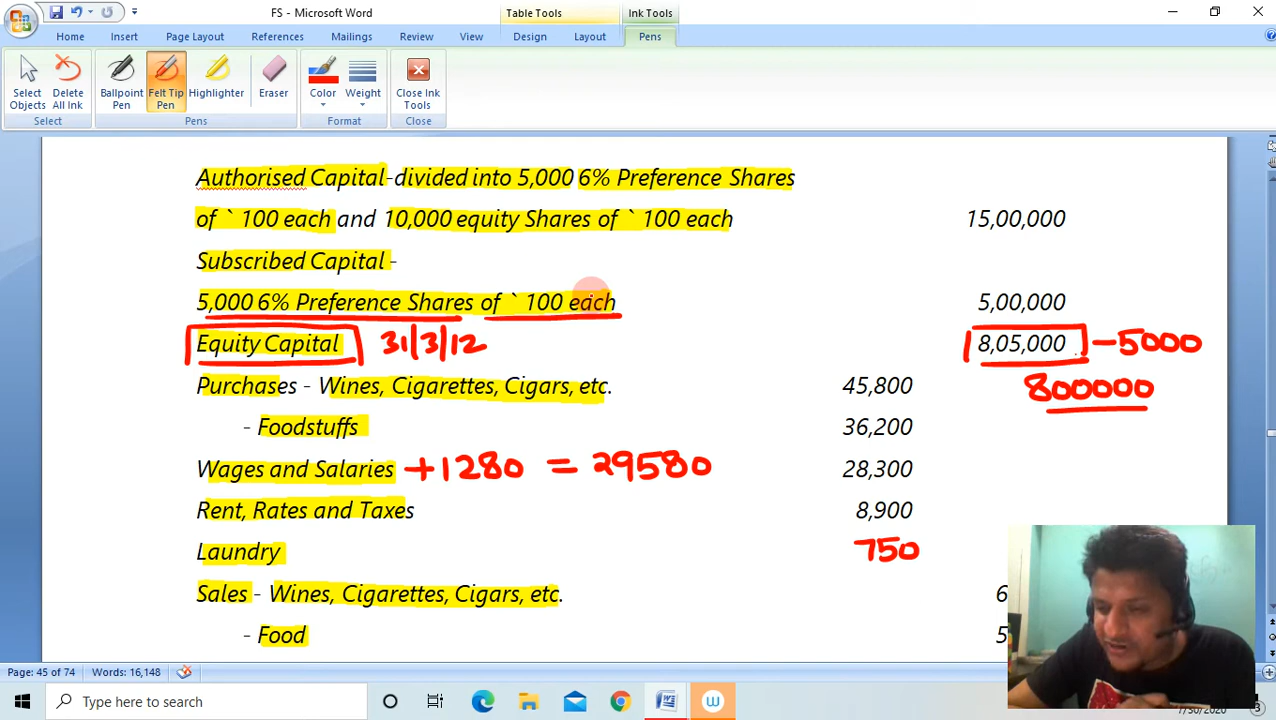 FS - Microsoft Word
Table Tools
Ink Tools
Home Insert Page Layout References Mailings Review View Design Layout Pens
Select Objects
Delete All Ink
Ballpoint Pen
Felt Tip Pen
Highlighter
Eraser
Color
Weight
Close Ink Tools
Select Pens Format Close
Authorised Capital-divided into 5,000 6% Preference Shares
of ` 100 each and 10,000 equity Shares of ` 100 each 15,00,000
Subscribed Capital -
5,000 6% Preference Shares of ` 100 each 5,00,000
Equity Capital 31/3/12 8,05,000 -5000
800000
Purchases - Wines, Cigarettes, Cigars, etc. 45,800
- Foodstuffs 36,200
Wages and Salaries +1280 = 29580 28,300
Rent, Rates and Taxes 8,900
Laundry 750
Sales - Wines, Cigarettes, Cigars, etc. 6
- Food 5
Page: 45 of 74 Words: 16,148
Type here to search
7/30/2020